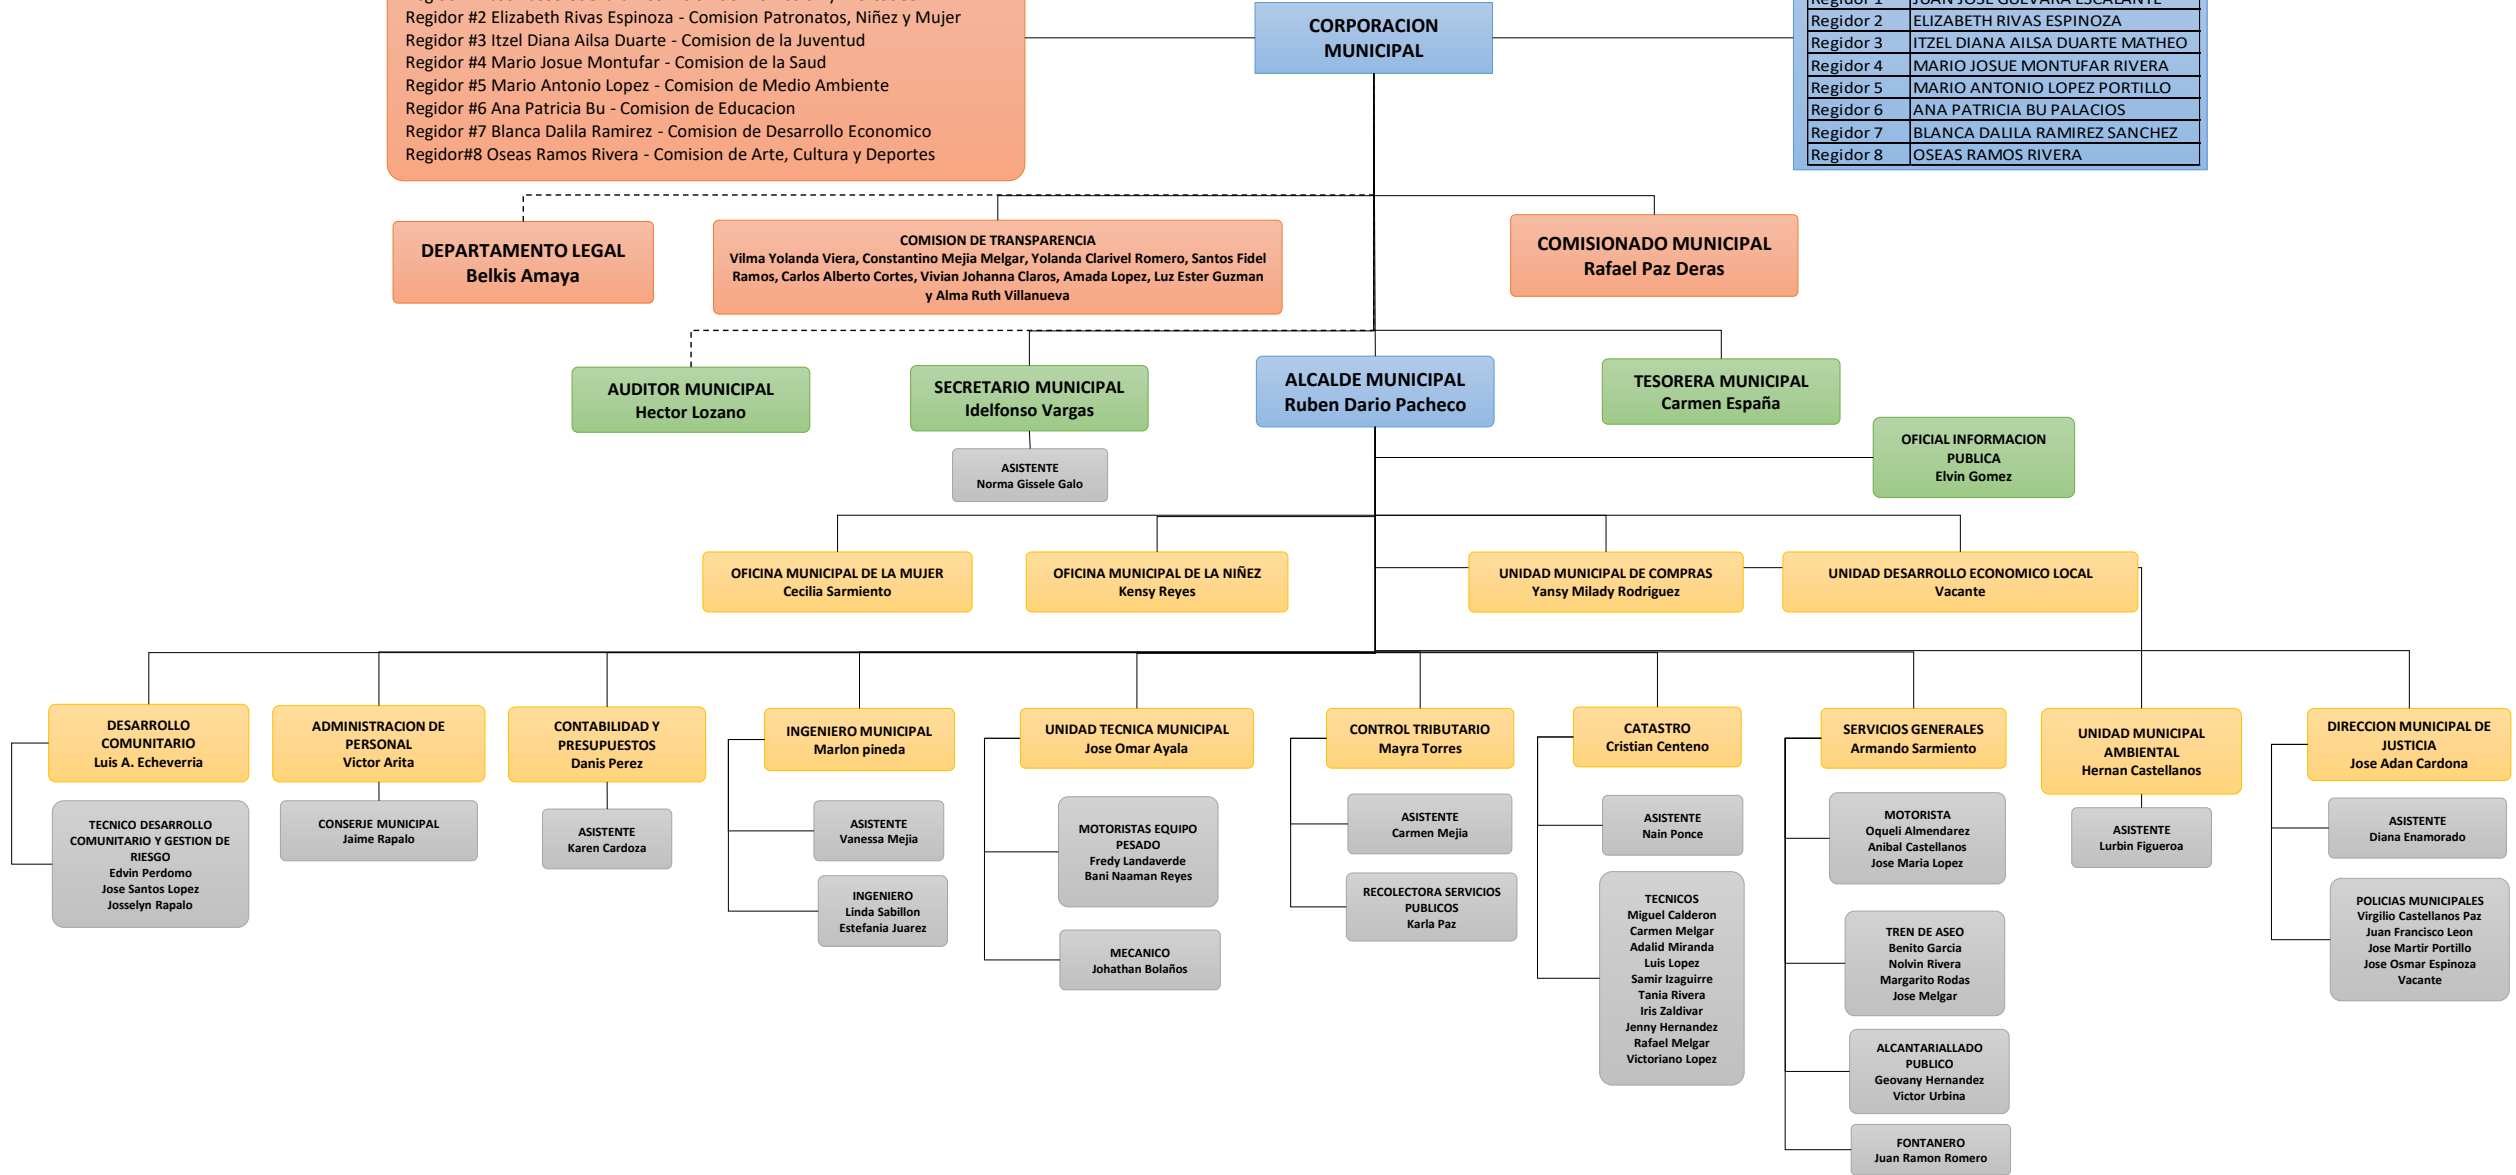 Regidor #2 Elizabeth Rivas Espinoza - Comision Patronatos, Niñez y Mujer
Regidor #3 Itzel Diana Ailsa Duarte - Comision de la Juventud
Regidor #4 Mario Josue Montufar - Comision de la Saud
Regidor #5 Mario Antonio Lopez - Comision de Medio Ambiente
Regidor #6 Ana Patricia Bu - Comision de Educacion
Regidor #7 Blanca Dalila Ramirez - Comision de Desarrollo Economico
Regidor#8 Oseas Ramos Rivera - Comision de Arte, Cultura y Deportes
CORPORACION
MUNICIPAL
Regidor 1 JUAN JOSE GUEVARA ESCALANTE
Regidor 2 ELIZABETH RIVAS ESPINOZA
Regidor 3 ITZEL DIANA AILSA DUARTE MATHEO
Regidor 4 MARIO JOSUE MONTUFAR RIVERA
Regidor 5 MARIO ANTONIO LOPEZ PORTILLO
Regidor 6 ANA PATRICIA BU PALACIOS
Regidor 7 BLANCA DALILA RAMIREZ SANCHEZ
Regidor 8 OSEAS RAMOS RIVERA
DEPARTAMENTO LEGAL
Belkis Amaya
COMISION DE TRANSPARENCIA
Vilma Yolanda Viera, Constantino Mejia Melgar, Yolanda Clarivel Romero, Santos Fidel
Ramos, Carlos Alberto Cortes, Vivian Johanna Claros, Amada Lopez, Luz Ester Guzman
y Alma Ruth Villanueva
COMISIONADO MUNICIPAL
Rafael Paz Deras
AUDITOR MUNICIPAL
Hector Lozano
SECRETARIO MUNICIPAL
Idelfonso Vargas
ALCALDE MUNICIPAL
Ruben Dario Pacheco
TESORERA MUNICIPAL
Carmen España
OFICIAL INFORMACION
PUBLICA
Elvin Gomez
ASISTENTE
Norma Gissele Galo
OFICINA MUNICIPAL DE LA MUJER
Cecilia Sarmiento
OFICINA MUNICIPAL DE LA NIÑEZ
Kensy Reyes
UNIDAD MUNICIPAL DE COMPRAS
Yansy Milady Rodriguez
UNIDAD DESARROLLO ECONOMICO LOCAL
Vacante
DESARROLLO
COMUNITARIO
Luis A. Echeverria
ADMINISTRACION DE
PERSONAL
Victor Arita
CONTABILIDAD Y
PRESUPUESTOS
Danis Perez
INGENIERO MUNICIPAL
Marlon pineda
UNIDAD TECNICA MUNICIPAL
Jose Omar Ayala
CONTROL TRIBUTARIO
Mayra Torres
CATASTRO
Cristian Centeno
SERVICIOS GENERALES
Armando Sarmiento
UNIDAD MUNICIPAL
AMBIENTAL
Hernan Castellanos
DIRECCION MUNICIPAL DE
JUSTICIA
Jose Adan Cardona
TECNICO DESARROLLO
COMUNITARIO Y GESTION DE
RIESGO
Edvin Perdomo
Jose Santos Lopez
Josselyn Rapalo
CONSERJE MUNICIPAL
Jaime Rapalo
ASISTENTE
Karen Cardoza
ASISTENTE
Vanessa Mejia
INGENIERO
Linda Sabillon
Estefania Juarez
MOTORISTAS EQUIPO
PESADO
Fredy Landaverde
Bani Naaman Reyes
MECANICO
Johathan Bolaños
ASISTENTE
Carmen Mejia
RECOLECTORA SERVICIOS
PUBLICOS
Karla Paz
ASISTENTE
Nain Ponce
TECNICOS
Miguel Calderon
Carmen Melgar
Adalid Miranda
Luis Lopez
Samir Izaguirre
Tania Rivera
Iris Zaldivar
Jenny Hernandez
Rafael Melgar
Victoriano Lopez
MOTORISTA
Oqueli Almendarez
Anibal Castellanos
Jose Maria Lopez
TREN DE ASEO
Benito Garcia
Nolvin Rivera
Margarito Rodas
Jose Melgar
ALCANTARIALLADO
PUBLICO
Geovany Hernandez
Victor Urbina
FONTANERO
Juan Ramon Romero
ASISTENTE
Lurbin Figueroa
ASISTENTE
Diana Enamorado
POLICIAS MUNICIPALES
Virgilio Castellanos Paz
Juan Francisco Leon
Jose Martir Portillo
Jose Osmar Espinoza
Vacante